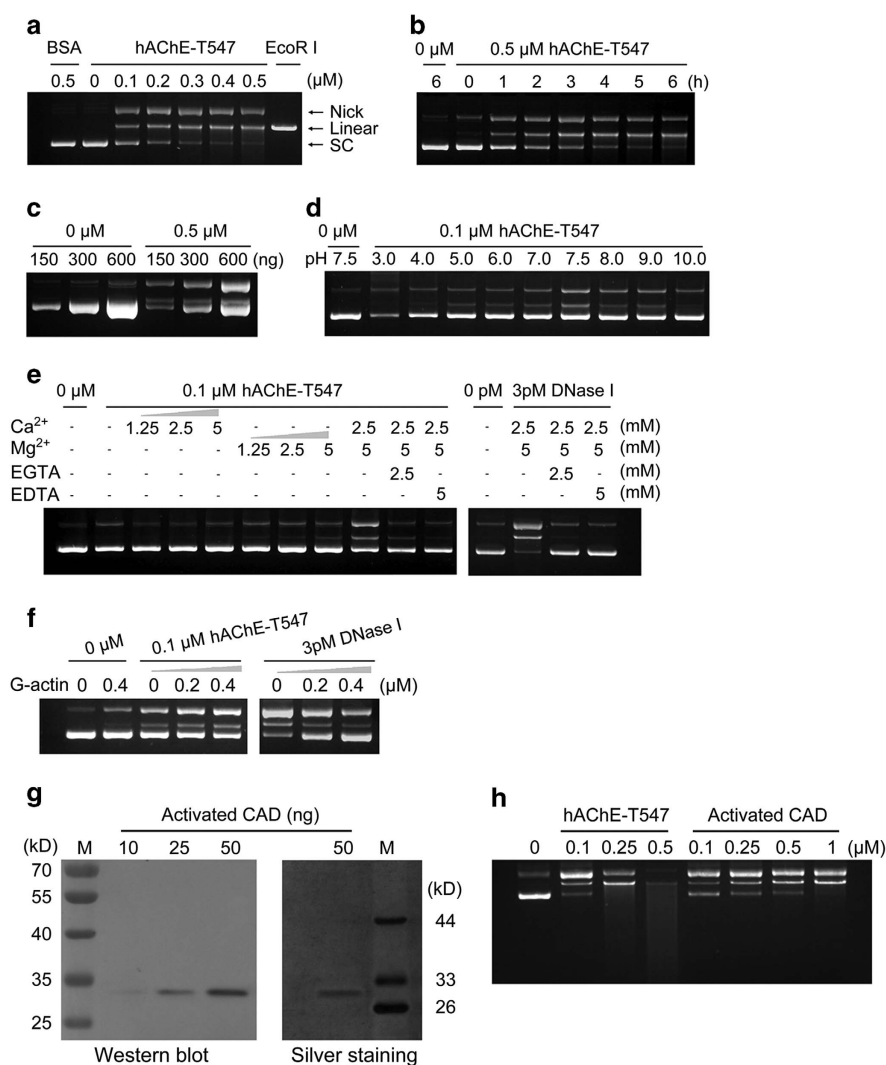 a
BSA hAChE-T547 EcoR I
0.5 0 0.1 0.2 0.3 0.4 0.5 (μM)
← Nick
← Linear
← SC
b
0 μM 0.5 μM hAChE-T547
6 0 1 2 3 4 5 6 (h)
c
0 μM 0.5 μM
150 300 600 150 300 600 (ng)
d
0 μM 0.1 μM hAChE-T547
pH 7.5 3.0 4.0 5.0 6.0 7.0 7.5 8.0 9.0 10.0
e
0 μM 0.1 μM hAChE-T547 0 pM 3pM DNase I
Ca2+ - - 1.25 2.5 5 - - - 2.5 2.5 2.5 - 2.5 2.5 2.5 (mM)
Mg2+ - - - - - 1.25 2.5 5 5 5 5 - 5 5 5 (mM)
EGTA - - - - - - - - - 2.5 - - - 2.5 - (mM)
EDTA - - - - - - - - - - 5 - - - 5 (mM)
f
0 μM 0.1 μM hAChE-T547 3pM DNase I
G-actin 0 0.4 0 0.2 0.4 0 0.2 0.4 (μM)
g
Activated CAD (ng)
(kD) M 10 25 50 50 M
70
55
40
35
25
(kD)
44
33
26
Western blot Silver staining
h
hAChE-T547 Activated CAD
0 0.1 0.25 0.5 0.1 0.25 0.5 1 (μM)